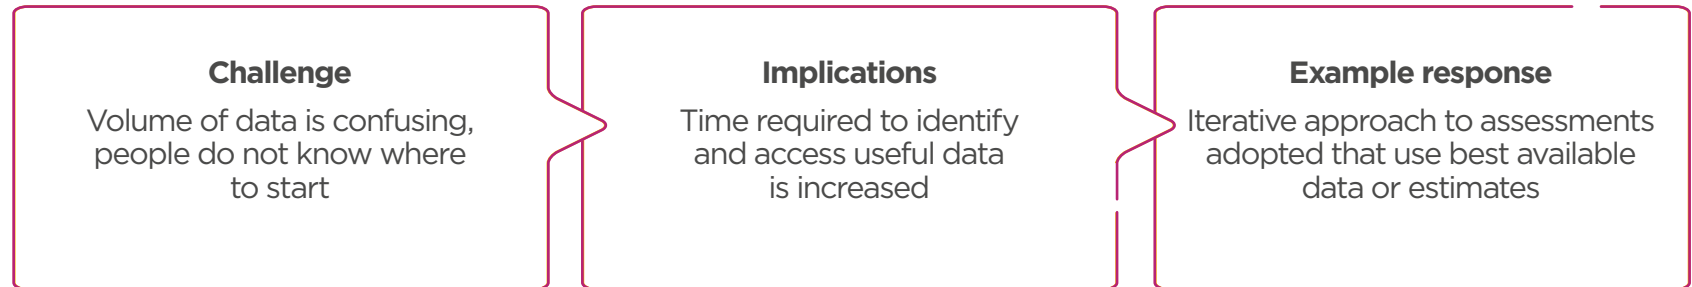 Challenge
Volume of data is confusing,
people do not know where
to start
Implications
Time required to identify
and access useful data
is increased
Example response
Iterative approach to assessments
adopted that use best available
data or estimates